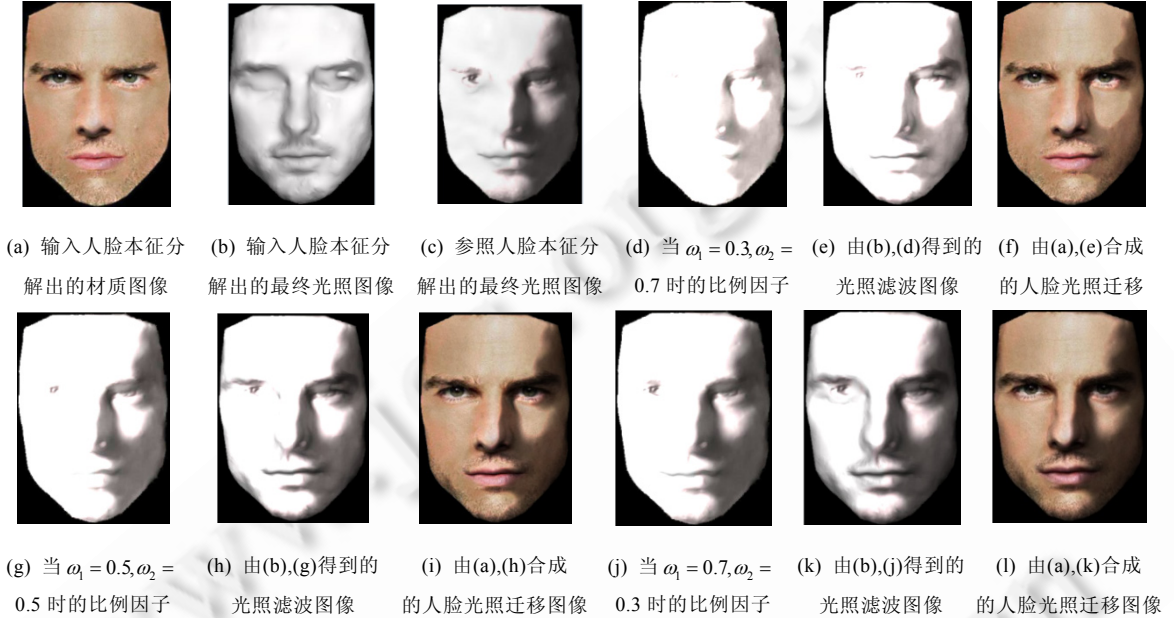 (a) 输入人脸本征分 (b) 输入人脸本征分 (c) 参照人脸本征分 (d) 当 ω₁ = 0.3, ω₂ = (e) 由(b),(d)得到的 (f) 由(a),(e)合成
解出的材质图像 解出的最终光照图像 解出的最终光照图像 0.7 时的比例因子 光照滤波图像 的人脸光照迁移
(g) 当 ω₁ = 0.5, ω₂ = (h) 由(b),(g)得到的 (i) 由(a),(h)合成 (j) 当 ω₁ = 0.7, ω₂ = (k) 由(b),(j)得到的 (l) 由(a),(k)合成
0.5 时的比例因子 光照滤波图像 的人脸光照迁移图像 0.3 时的比例因子 光照滤波图像 的人脸光照迁移图像